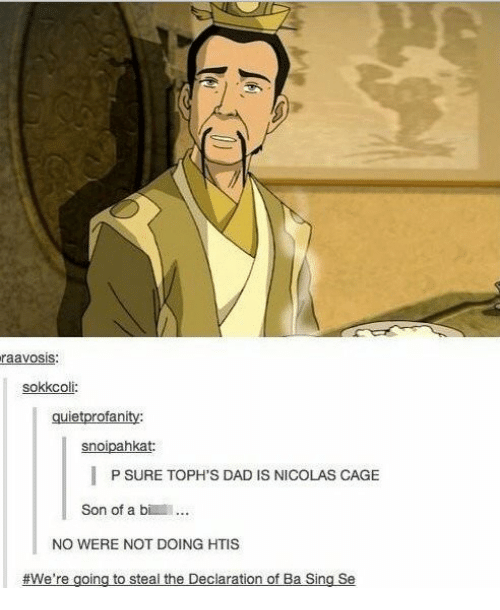 raavosis:
sokkcoli:
quietprofanity:
snoipahkat:
P SURE TOPH'S DAD IS NICOLAS CAGE
Son of a bi ...
NO WERE NOT DOING HTIS
#We're going to steal the Declaration of Ba Sing Se